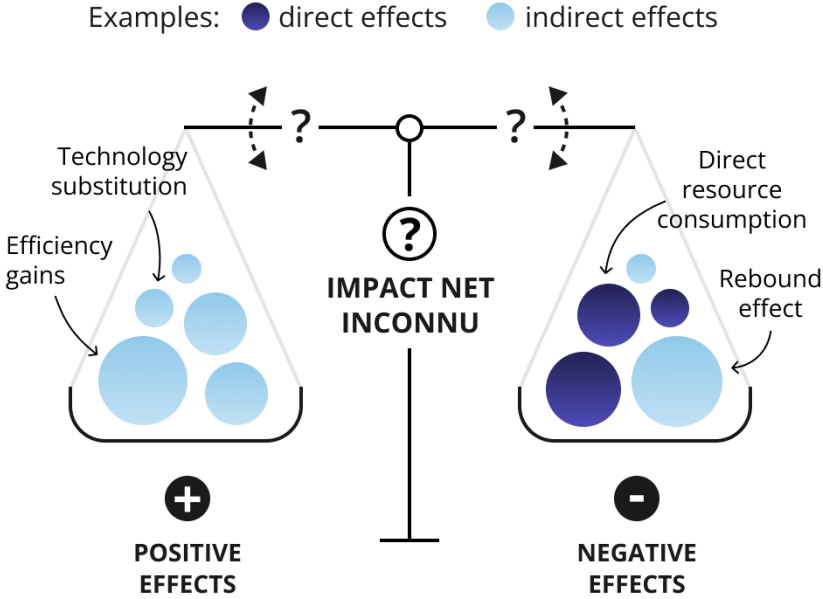 Examples: direct effects indirect effects
? ?
Technology
substitution
Efficiency
gains
Direct
resource
consumption
Rebound
effect
?
IMPACT NET
INCONNU
+ -
POSITIVE
EFFECTS
NEGATIVE
EFFECTS